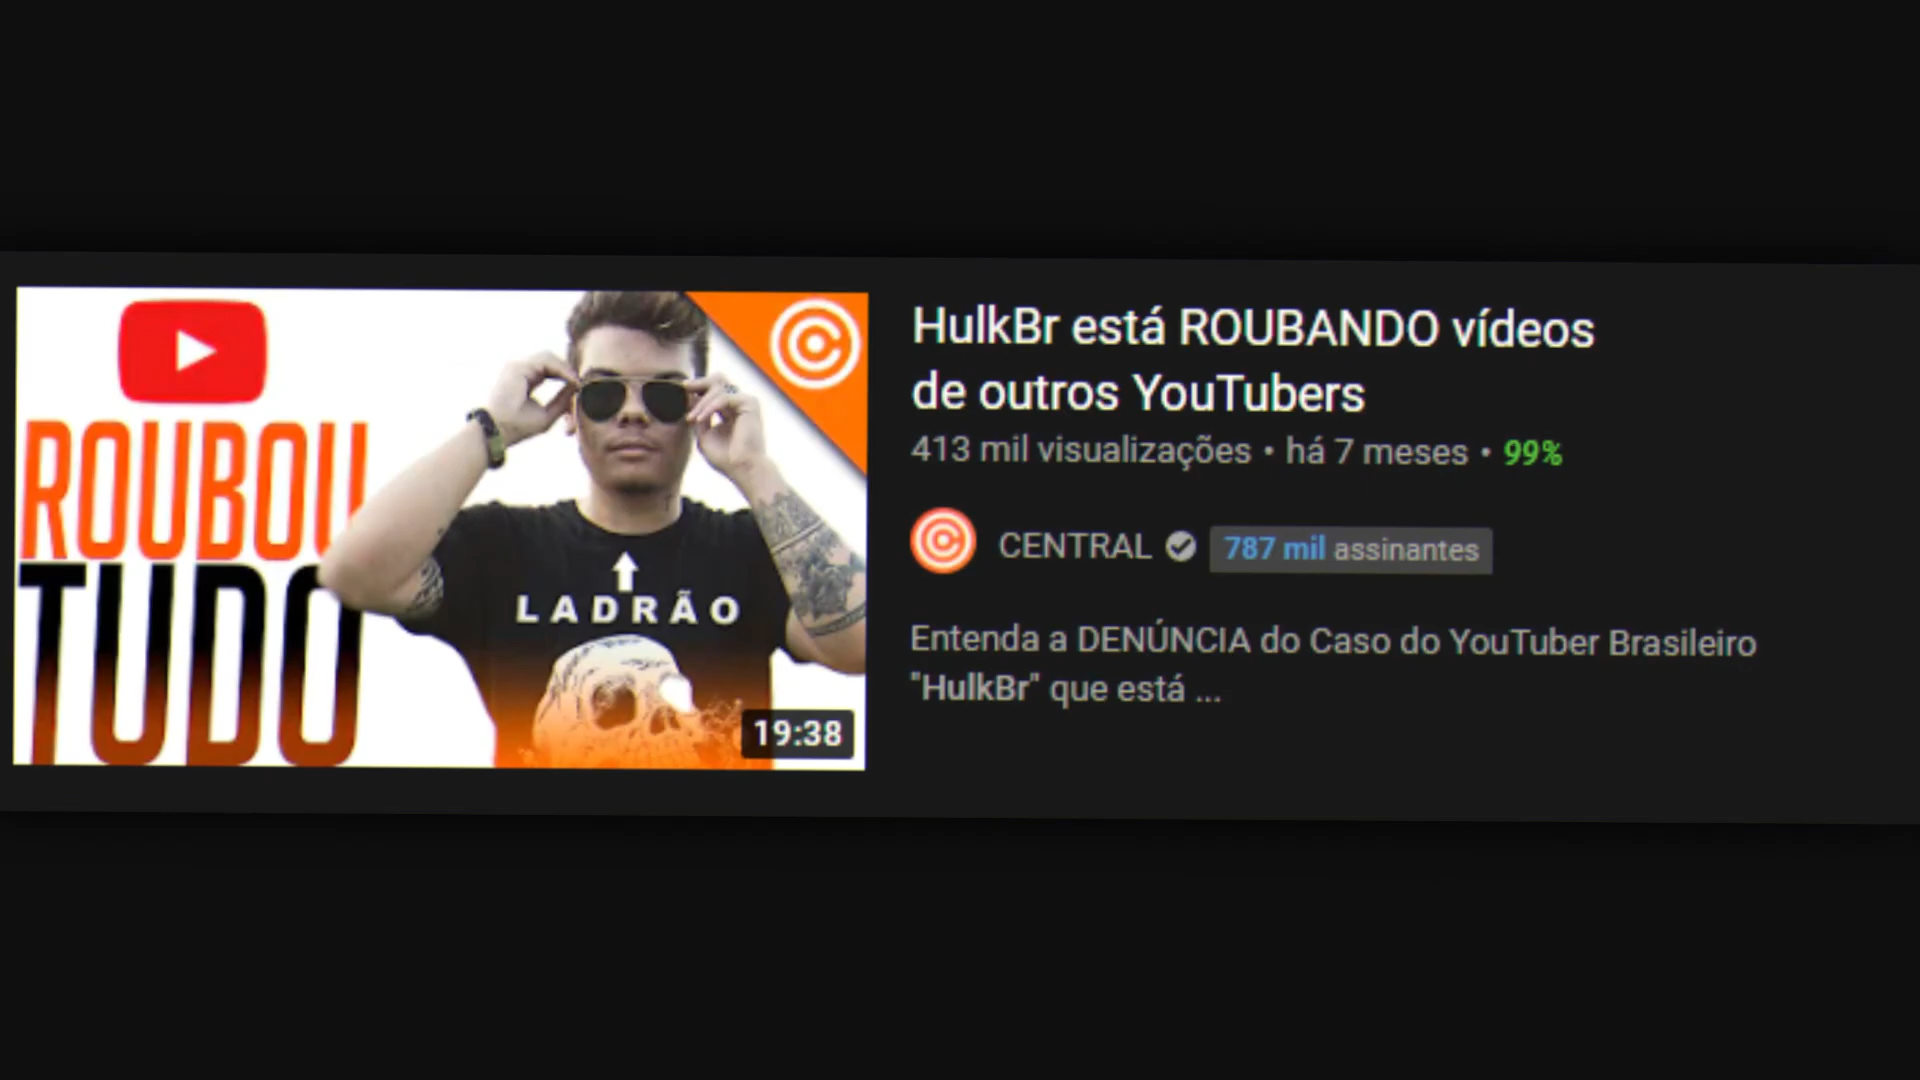 ROUBOU
TUDO
LADRÃO
19:38
HulkBr está ROUBANDO vídeos
de outros YouTubers
413 mil visualizações • há 7 meses • 99%
CENTRAL 787 mil assinantes
Entenda a DENÚNCIA do Caso do YouTuber Brasileiro
"HulkBr" que está ...